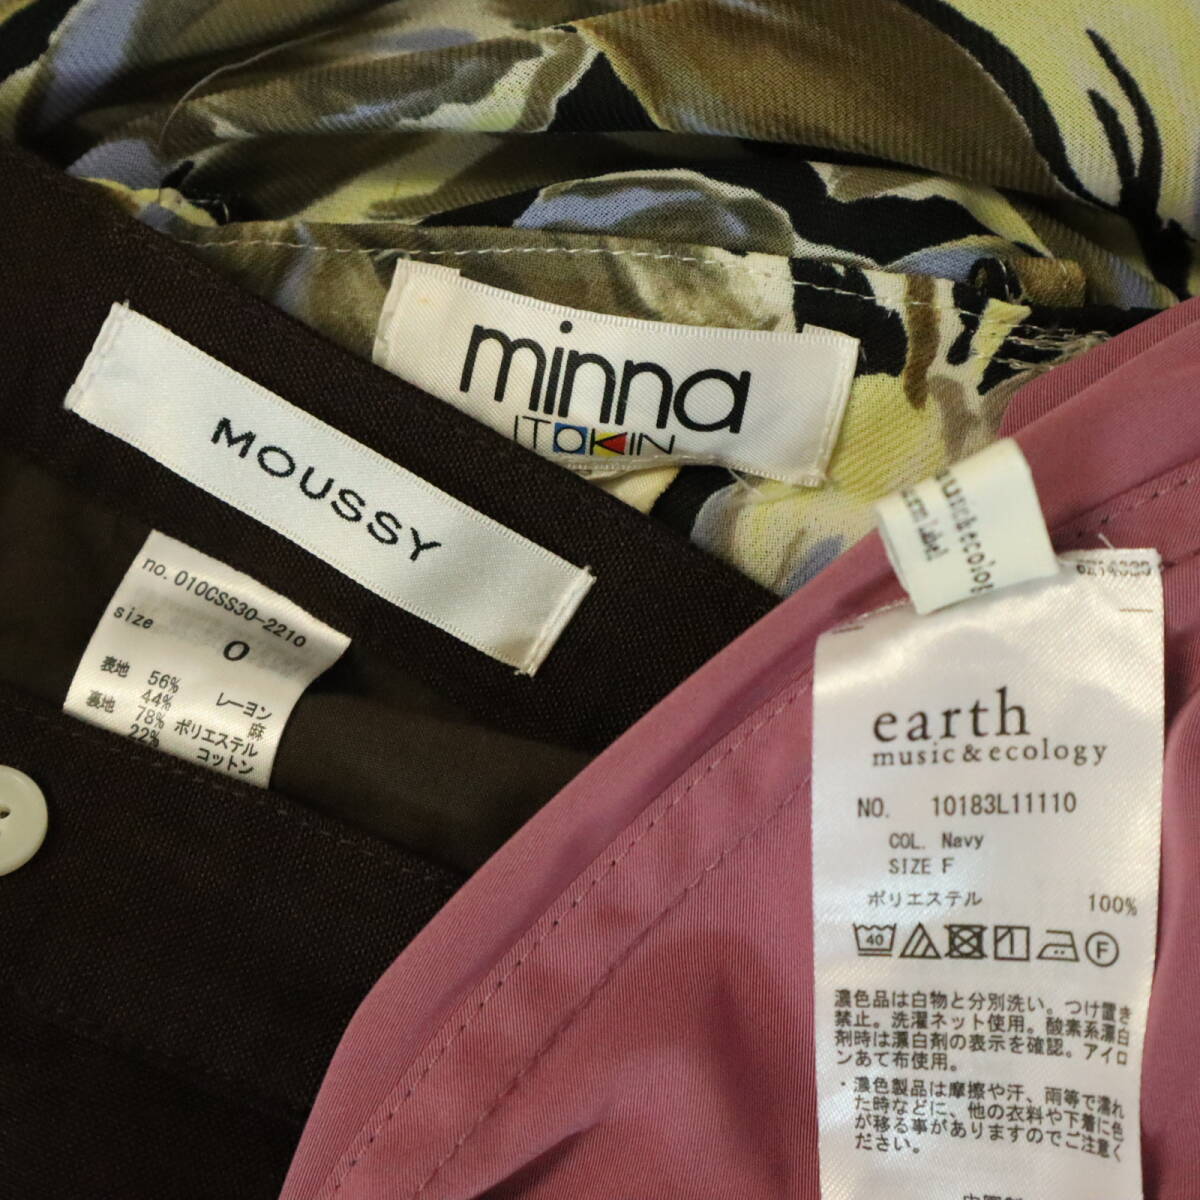 minna
ITOKIN
MOUSSY
no. 010CSS30-2210
size
0
表地 56% レーヨン
44% 麻
裏地 78% ポリエステル
22% コットン
music&ecology
Label
earth
music&ecology
NO. 10183L11110
COL. Navy
SIZE F
ポリエステル 100%
40
F
濃色品は白物と分別洗い。つけ置き
禁止。洗濯ネット使用。酸素系漂白
剤時は漂白剤の表示を確認。アイロ
ンあて布使用。
・濃色製品は摩擦や汗、雨等で濡れ
た時などに、他の衣料や下着に色
が移る事がありますのでご注意く
ださい。